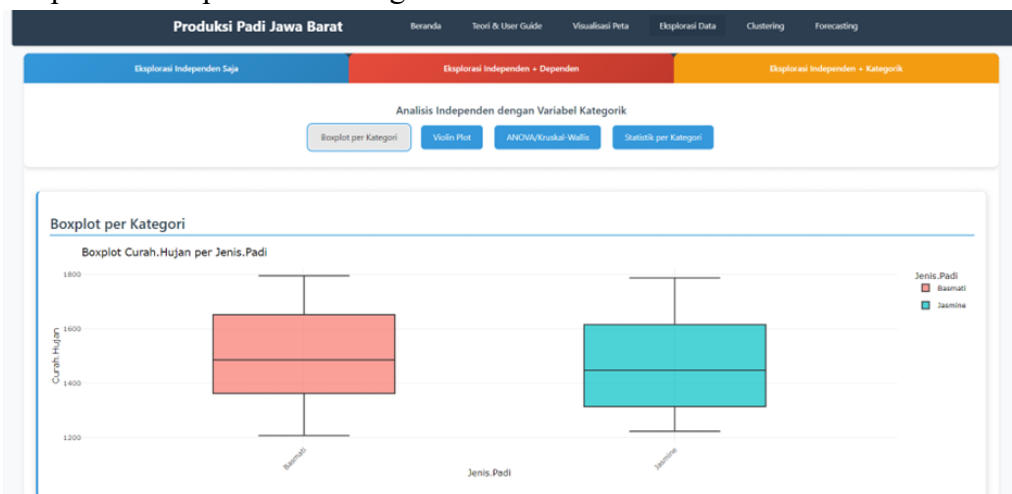 Produksi Padi Jawa Barat Beranda Teori & User Guide Visualisasi Peta Eksplorasi Data Clustering Forecasting
Eksplorasi Independen Saja Eksplorasi Independen + Dependen Eksplorasi Independen + Kategorik
Analisis Independen dengan Variabel Kategorik
Boxplot per Kategori Violin Plot ANOVA/Kruskal-Wallis Statistik per Kategori
Boxplot per Kategori
Boxplot Curah.Hujan per Jenis.Padi
1800
1600
1400
1200
Curah.Hujan
Basmati
Jasmine
Jenis.Padi
Jenis.Padi
Basmati
Jasmine